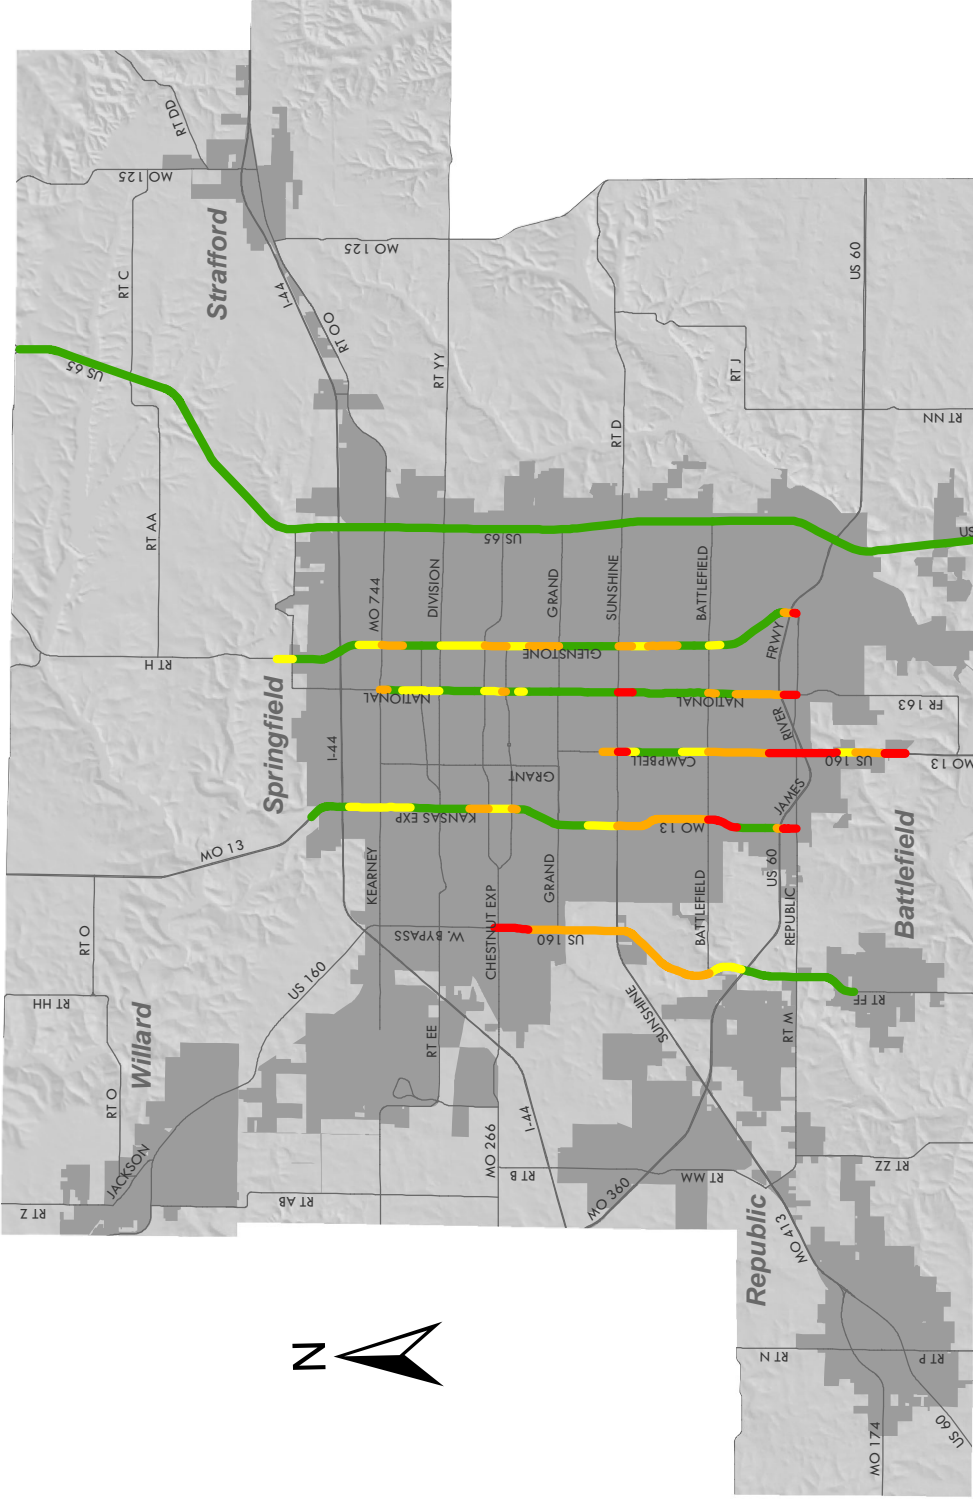 RT DD
MO 125
Strafford
RT C
I-44
RT OO
MO 125
US 60
US 65
RT YY
RT J
RT D
RT NN
RT AA
US 65
US
MO 744
DIVISION
GRAND
SUNSHINE
BATTLEFIELD
RT H
GLENSTONE
FRWY
NATIONAL
NATIONAL
FR 163
Springfield
I-44
RIVER
CAMPBELL
US 160
MO 13
GRANT
JAMES
KANSAS EXP
MO 13
MO 13
KEARNEY
GRAND
US 60
Battlefield
CHESTNUT EXP
BATTLEFIELD
REPUBLIC
RT O
W. BYPASS
US 160
US 160
RT HH
RT FF
SUNSHINE
Willard
RT EE
RT M
RT O
I-44
MO 266
JACKSON
RT B
RT MM
RT ZZ
RT Z
RT AB
MO 360
Republic
MO 413
N
RT N
RT P
MO 174
US 60